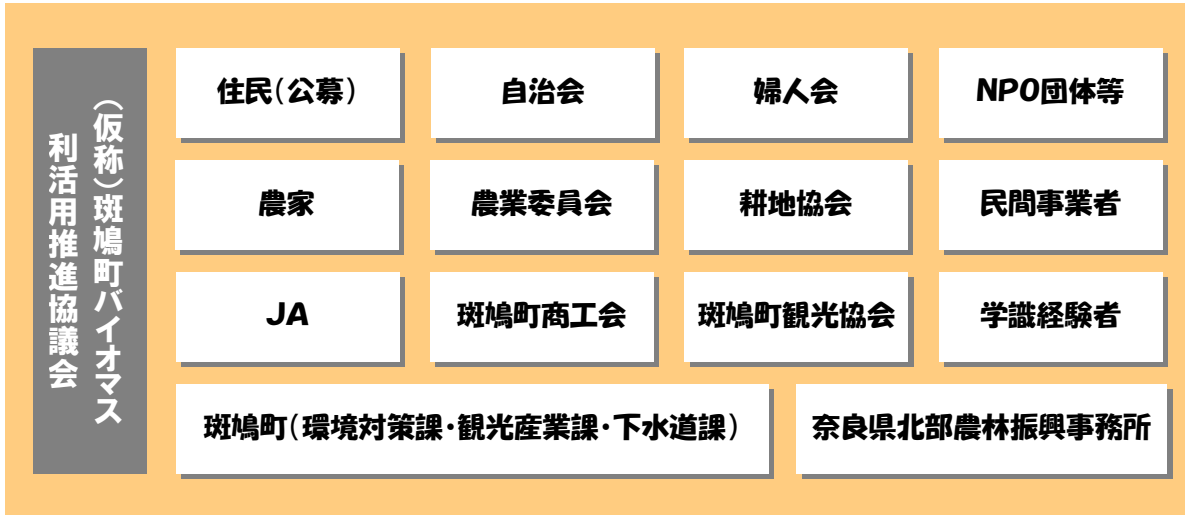 （仮称）斑鳩町バイオマス
利活用推進協議会
住民（公募）
自治会
婦人会
NPO団体等
農家
農業委員会
耕地協会
民間事業者
JA
斑鳩町商工会
斑鳩町観光協会
学識経験者
斑鳩町（環境対策課・観光産業課・下水道課）
奈良県北部農林振興事務所